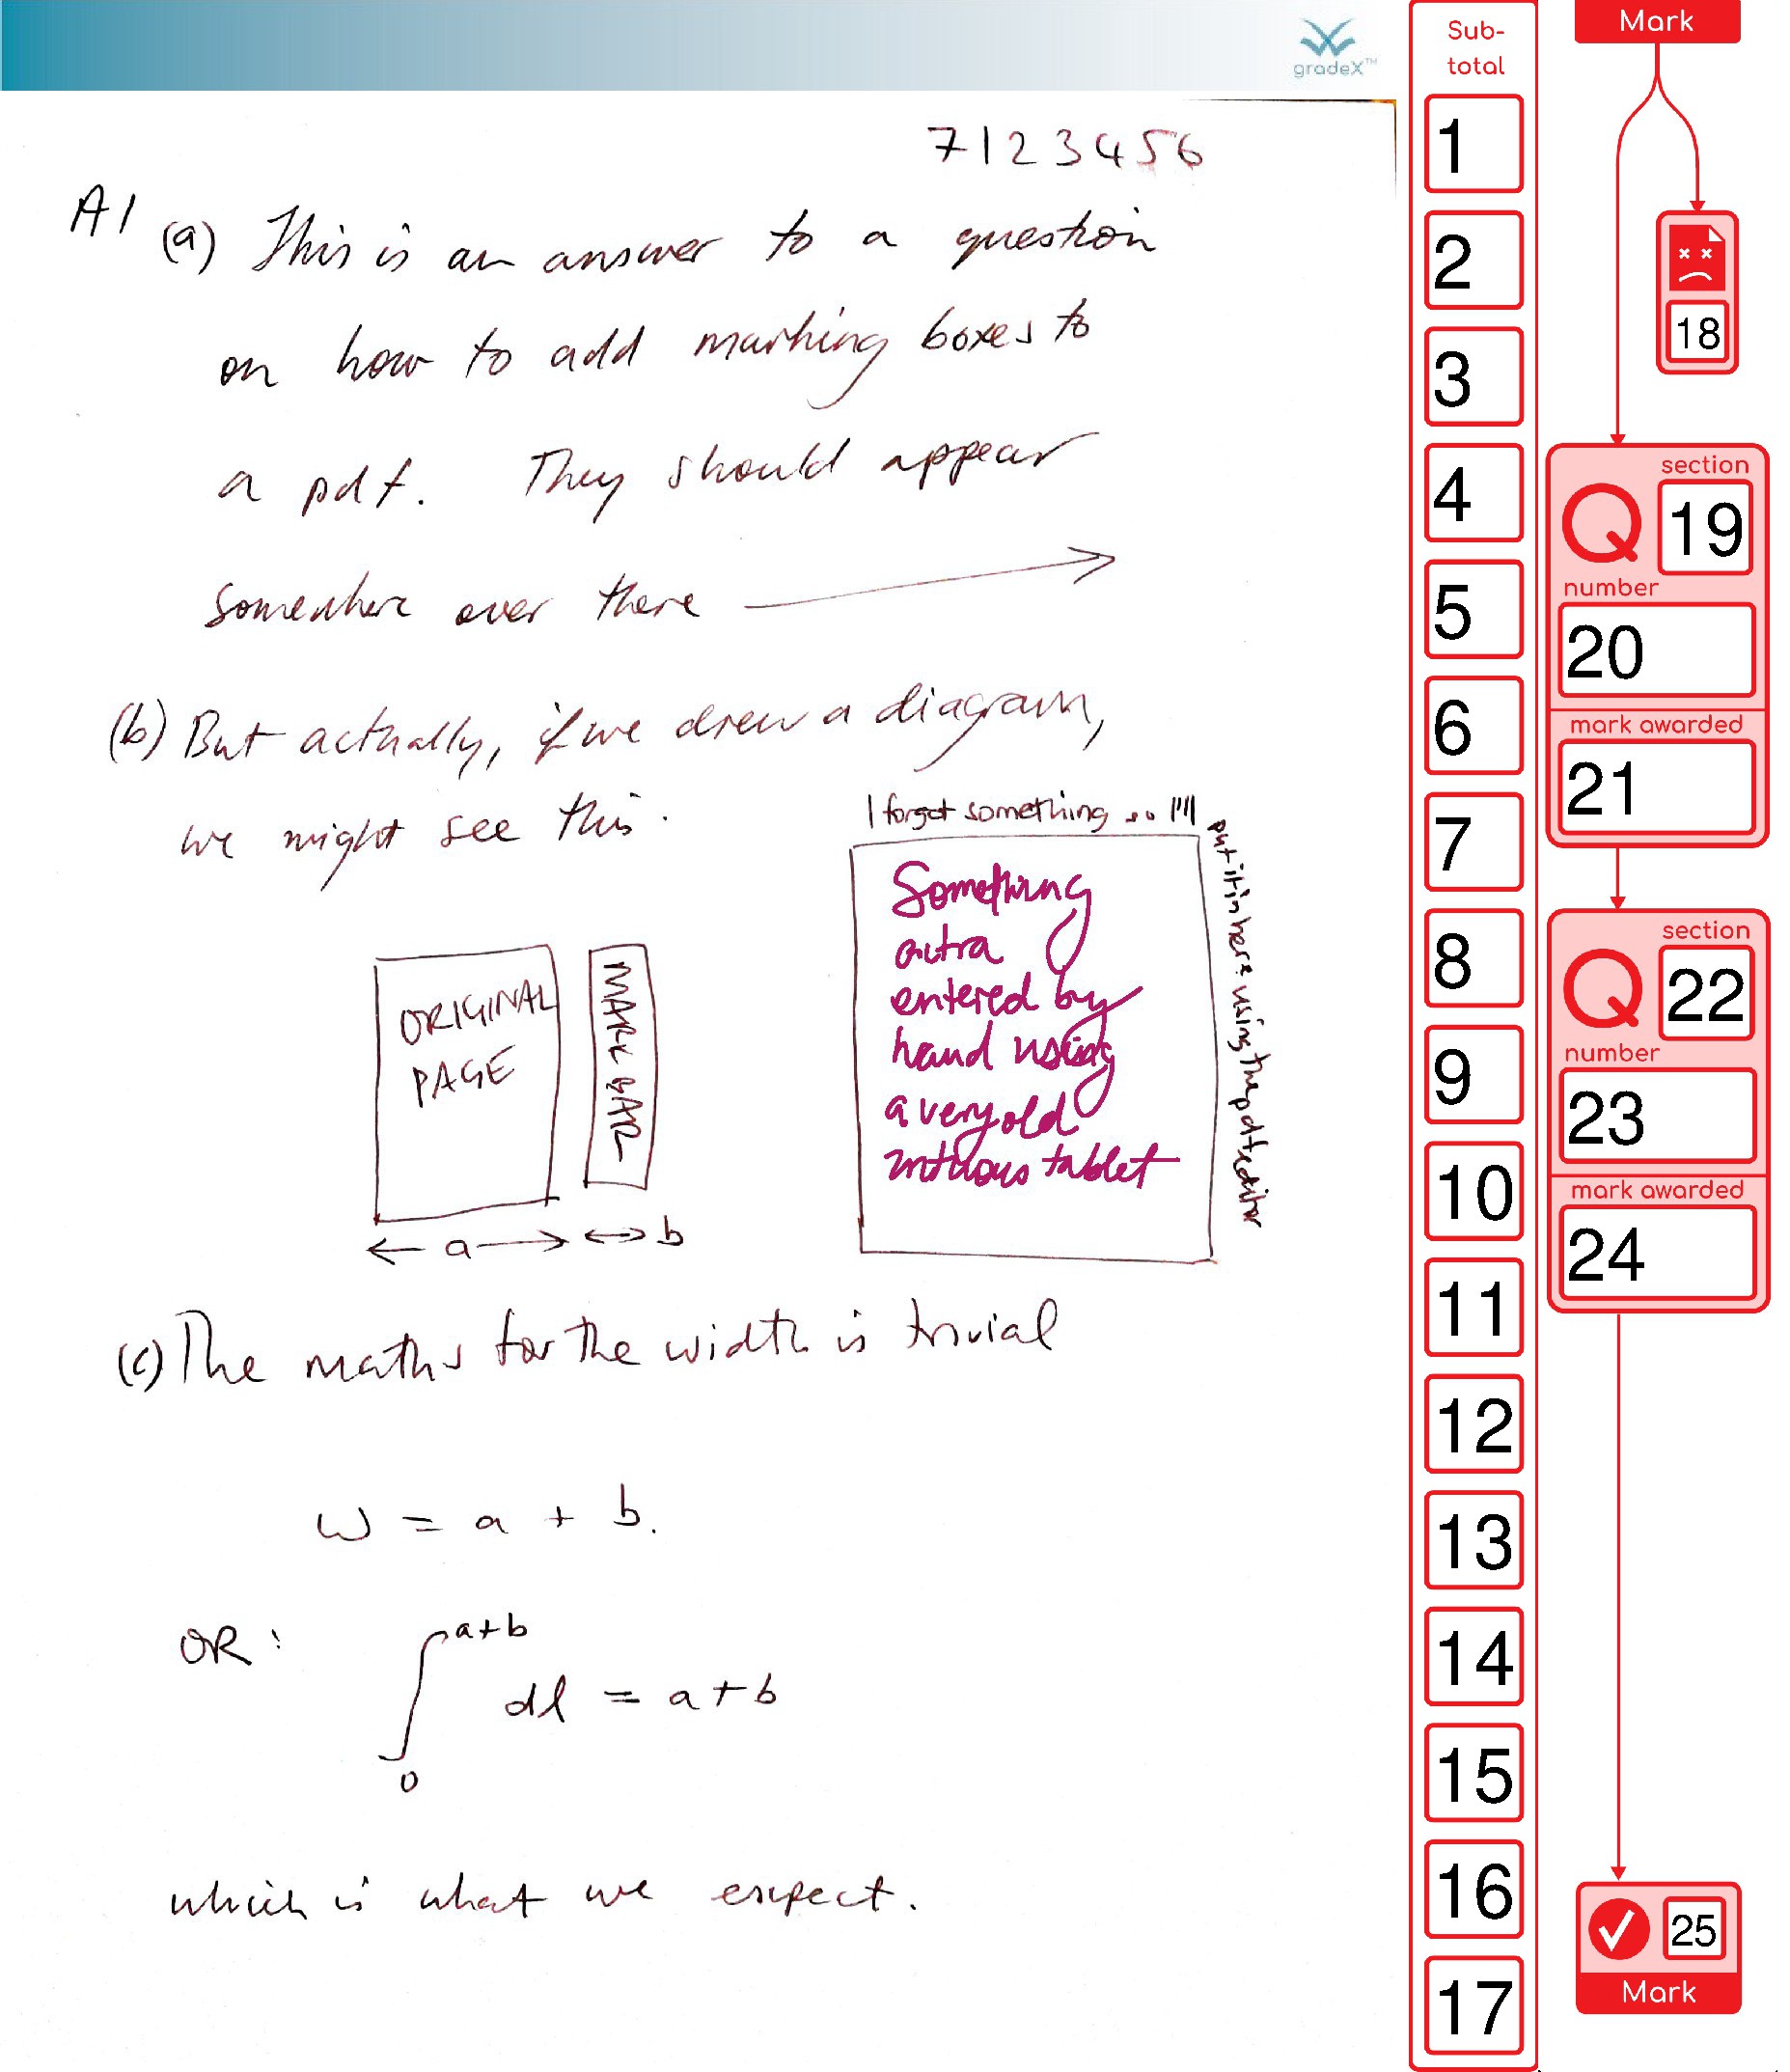 gradeX™
7123456
A1 (a) This is an answer to a question
on how to add marking boxes to
a pdf. They should appear
somewhere over there
(b) But actually, if we drew a diagram,
we might see this.
I forgot something so I'll
put it in here using the pdf editor
Something
extra
entered by
hand using
a very old
intuous tablet
ORIGINAL
PAGE
MARK BAR
a
b
(c) The maths for the width is trivial
w = a + b.
OR: ∫₀^{a+b} dl = a+b
which is what we expect.
Sub-
total
1
2
3
4
5
6
7
8
9
10
11
12
13
14
15
16
17
Mark
18
section
Q 19
number
20
mark awarded
21
section
Q 22
number
23
mark awarded
24
25
Mark